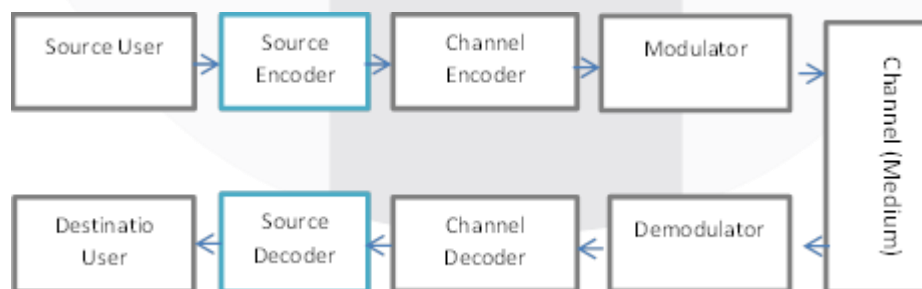 Source User
Source
Encoder
Channel
Encoder
Modulator
Channel (Medium)
Destinatio
User
Source
Decoder
Channel
Decoder
Demodulator